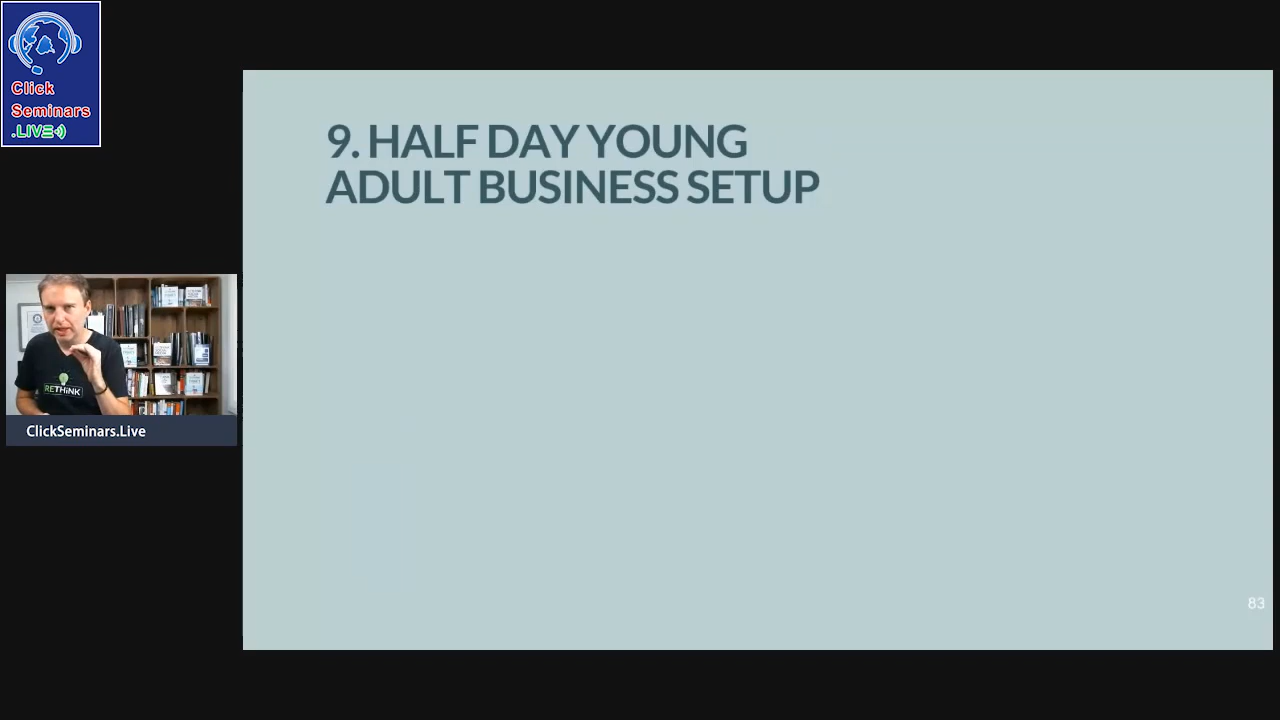 Click
Seminars
.LIVE
9. HALF DAY YOUNG
ADULT BUSINESS SETUP
RETHiNK
ClickSeminars.Live
83